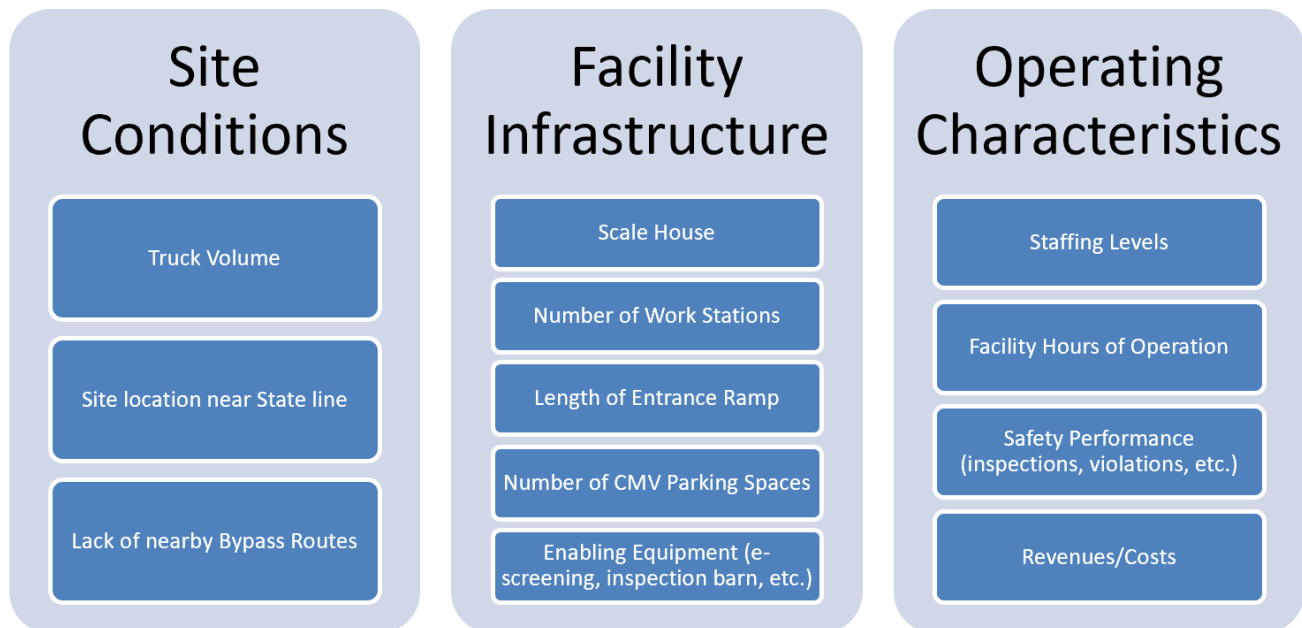 Site
Conditions
Truck Volume
Site location near State line
Lack of nearby Bypass Routes
Facility
Infrastructure
Scale House
Number of Work Stations
Length of Entrance Ramp
Number of CMV Parking Spaces
Enabling Equipment (e-
screening, inspection barn, etc.)
Operating
Characteristics
Staffing Levels
Facility Hours of Operation
Safety Performance
(inspections, violations, etc.)
Revenues/Costs